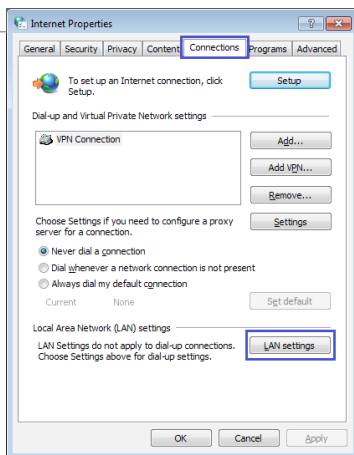 Internet Properties
General Security Privacy Content Connections Programs Advanced
To set up an Internet connection, click
Setup.
Setup
Dial-up and Virtual Private Network settings
VPN Connection
Add...
Add VPN...
Remove...
Choose Settings if you need to configure a proxy
server for a connection.
Settings
Never dial a connection
Dial whenever a network connection is not present
Always dial my default connection
Current None
Set default
Local Area Network (LAN) settings
LAN Settings do not apply to dial-up connections.
Choose Settings above for dial-up settings.
LAN settings
OK Cancel Apply